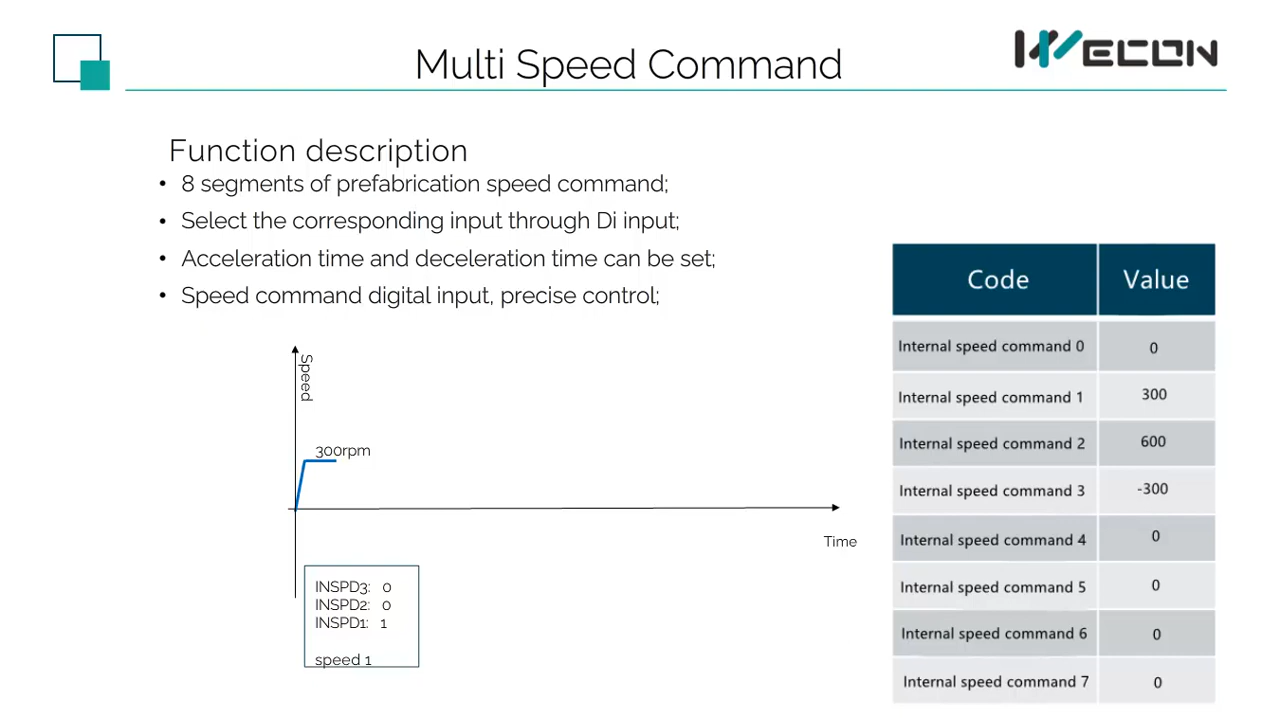 Multi Speed Command
WECON
Function description
• 8 segments of prefabrication speed command;
• Select the corresponding input through Di input;
• Acceleration time and deceleration time can be set;
• Speed command digital input, precise control;
Code Value
Internal speed command 0 0
Internal speed command 1 300
Internal speed command 2 600
Internal speed command 3 -300
Internal speed command 4 0
Internal speed command 5 0
Internal speed command 6 0
Internal speed command 7 0
Speed
300rpm
Time
INSPD3: 0
INSPD2: 0
INSPD1: 1
speed 1